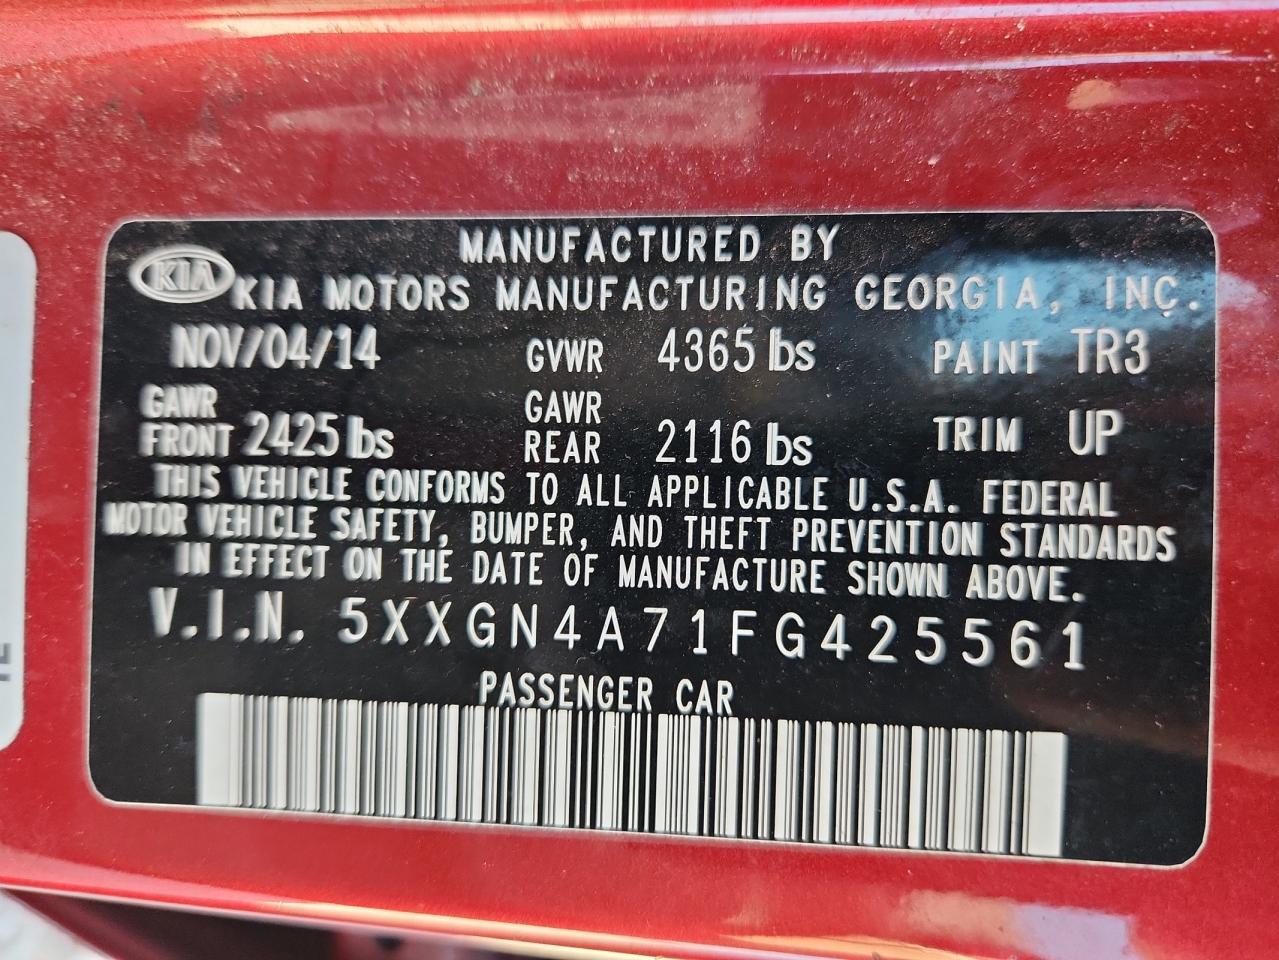 MANUFACTURED BY
KIA KIA MOTORS MANUFACTURING GEORGIA, INC.
NOV/04/14 GVWR 4365 lbs PAINT TR3
GAWR FRONT 2425 lbs GAWR REAR 2116 lbs TRIM UP
THIS VEHICLE CONFORMS TO ALL APPLICABLE U.S.A. FEDERAL
MOTOR VEHICLE SAFETY, BUMPER, AND THEFT PREVENTION STANDARDS
IN EFFECT ON THE DATE OF MANUFACTURE SHOWN ABOVE.
V.I.N. 5XXGN4A71FG425561
PASSENGER CAR